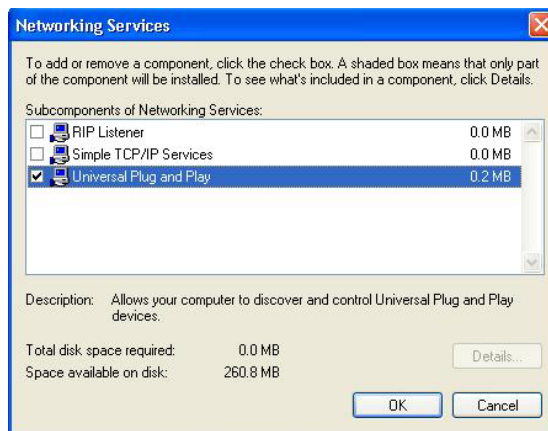 Networking Services
To add or remove a component, click the check box. A shaded box means that only part
of the component will be installed. To see what's included in a component, click Details.
Subcomponents of Networking Services:
RIP Listener 0.0 MB
Simple TCP/IP Services 0.0 MB
Universal Plug and Play 0.2 MB
Description: Allows your computer to discover and control Universal Plug and Play
devices.
Total disk space required: 0.0 MB
Space available on disk: 260.8 MB
Details...
OK Cancel